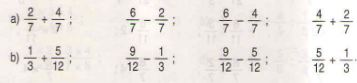 a) 2/7 + 4/7 ; 6/7 − 2/7 ; 6/7 − 4/7 ; 4/7 + 2/7
b) 1/3 + 5/12 ; 9/12 − 1/3 ; 9/12 − 5/12 ; 5/12 + 1/3